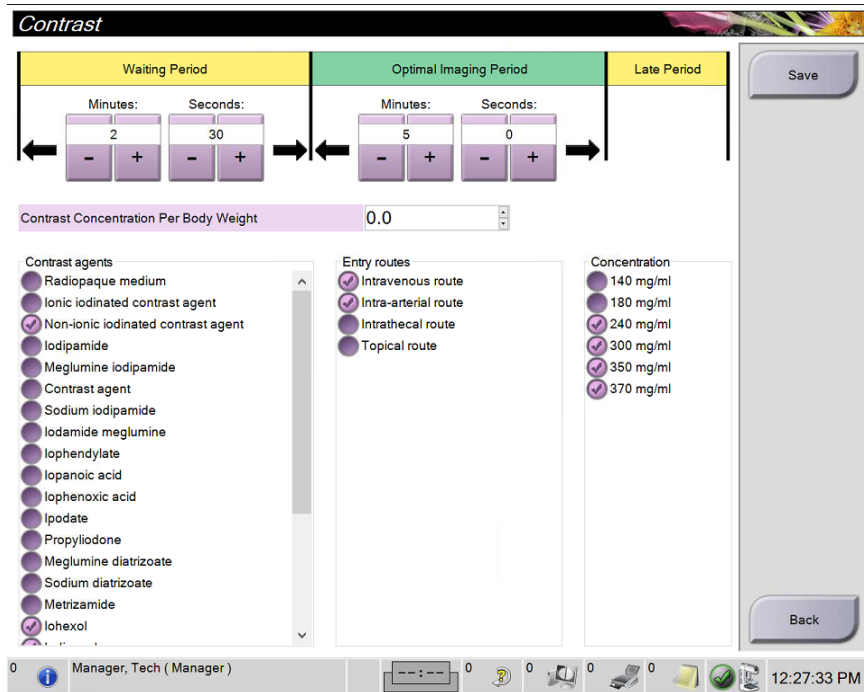 Contrast
Waiting Period
Optimal Imaging Period
Late Period
Save
Minutes: Seconds:
Minutes: Seconds:
2 30
5 0
- + - +
- + - +
Contrast Concentration Per Body Weight 0.0
Contrast agents
Radiopaque medium
Ionic iodinated contrast agent
Non-ionic iodinated contrast agent
Iodipamide
Meglumine iodipamide
Contrast agent
Sodium iodipamide
Iodamide meglumine
Iophendylate
Iopanoic acid
Iophenoxic acid
Ipodate
Propyliodone
Meglumine diatrizoate
Sodium diatrizoate
Metrizamide
Iohexol
Entry routes
Intravenous route
Intra-arterial route
Intrathecal route
Topical route
Concentration
140 mg/ml
180 mg/ml
240 mg/ml
300 mg/ml
350 mg/ml
370 mg/ml
Back
0 Manager, Tech ( Manager ) --:-- 0 0 0 0 12:27:33 PM